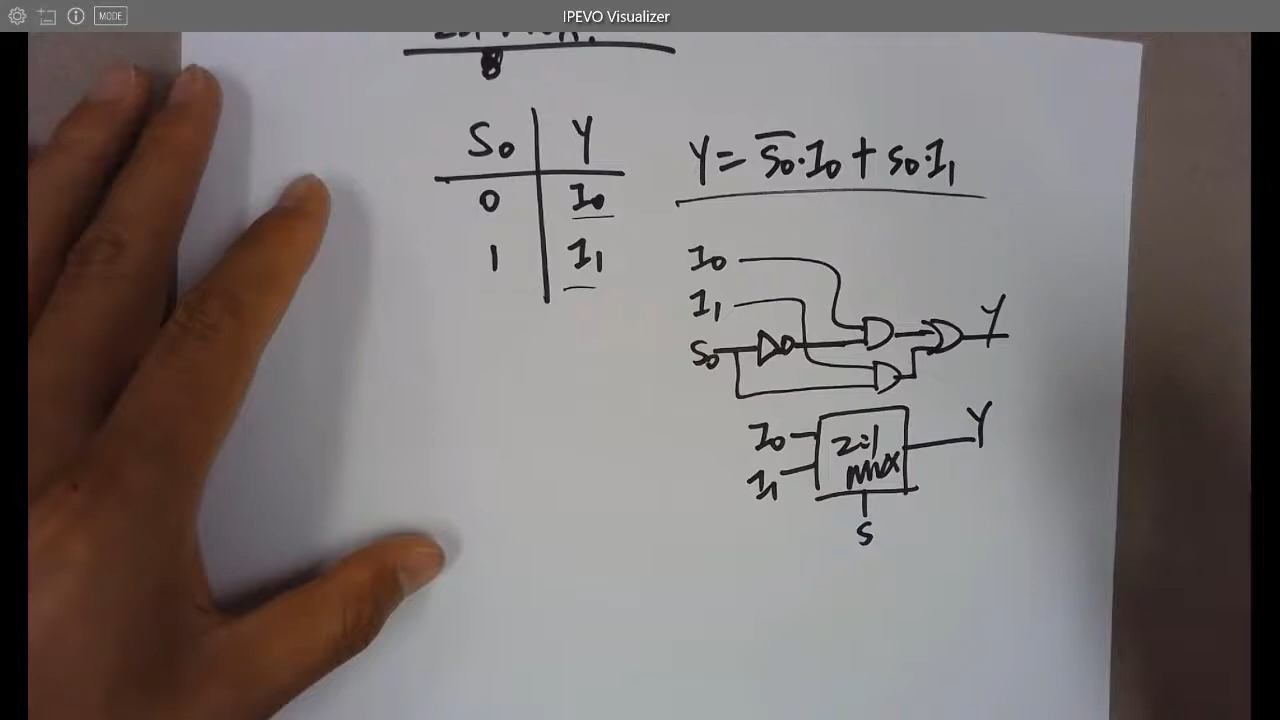 MODE
IPEVO Visualizer
S₀ Y
0 I₀
1 I₁
Y = S̅₀·I₀ + S₀·I₁
I₀
I₁
S₀
Y
I₀
I₁
2:1
mux
Y
S